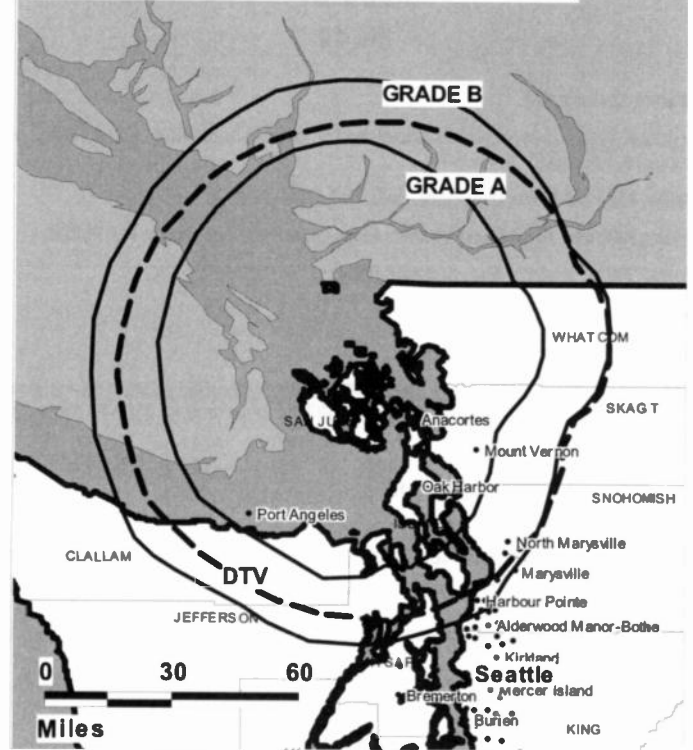 GRADE B
GRADE A
WHATCOM
SKAG T
Anacortes
Mount Vernon
Oak Harbor
SNOHOMISH
Port Angeles
North Marysville
CLALLAM
Marysville
DTV
Harbour Pointe
JEFFERSON
Alderwood Manor-Bothe
Kirkland
0 30 60
Seattle
Mercer Island
Bremerton
Miles
Burien
KING